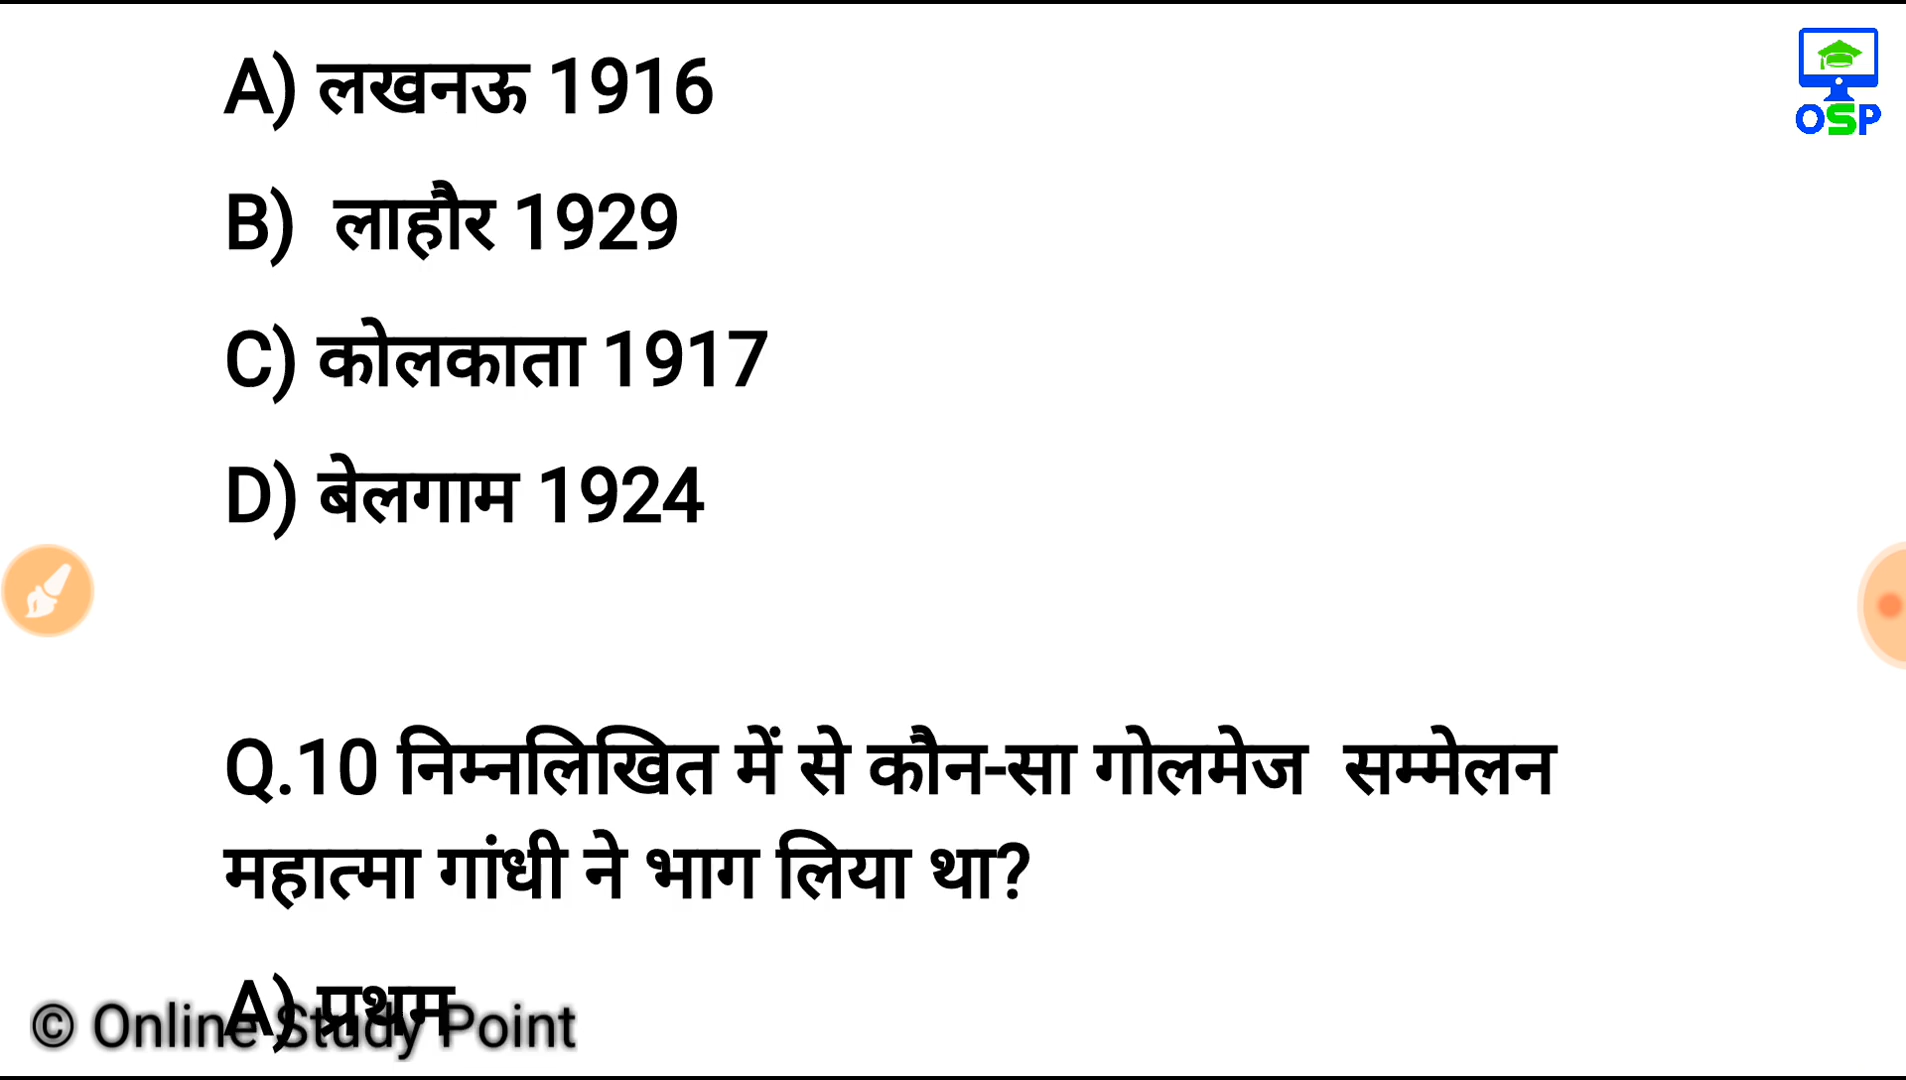 A) लखनऊ 1916
OSP
B) लाहौर 1929
C) कोलकाता 1917
D) बेलगाम 1924
Q.10 निम्नलिखित में से कौन-सा गोलमेज सम्मेलन
महात्मा गांधी ने भाग लिया था?
A) प्रथम
© Online Study Point